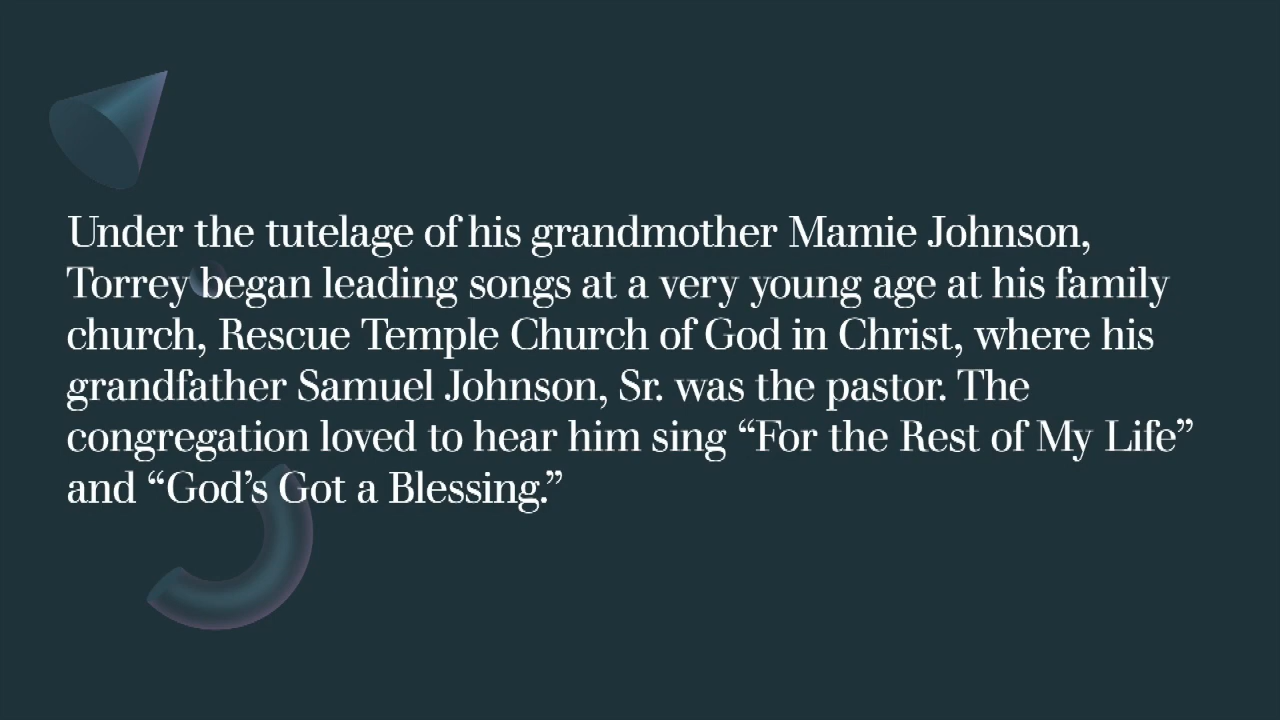 Under the tutelage of his grandmother Mamie Johnson,
Torrey began leading songs at a very young age at his family
church, Rescue Temple Church of God in Christ, where his
grandfather Samuel Johnson, Sr. was the pastor. The
congregation loved to hear him sing “For the Rest of My Life”
and “God’s Got a Blessing.”